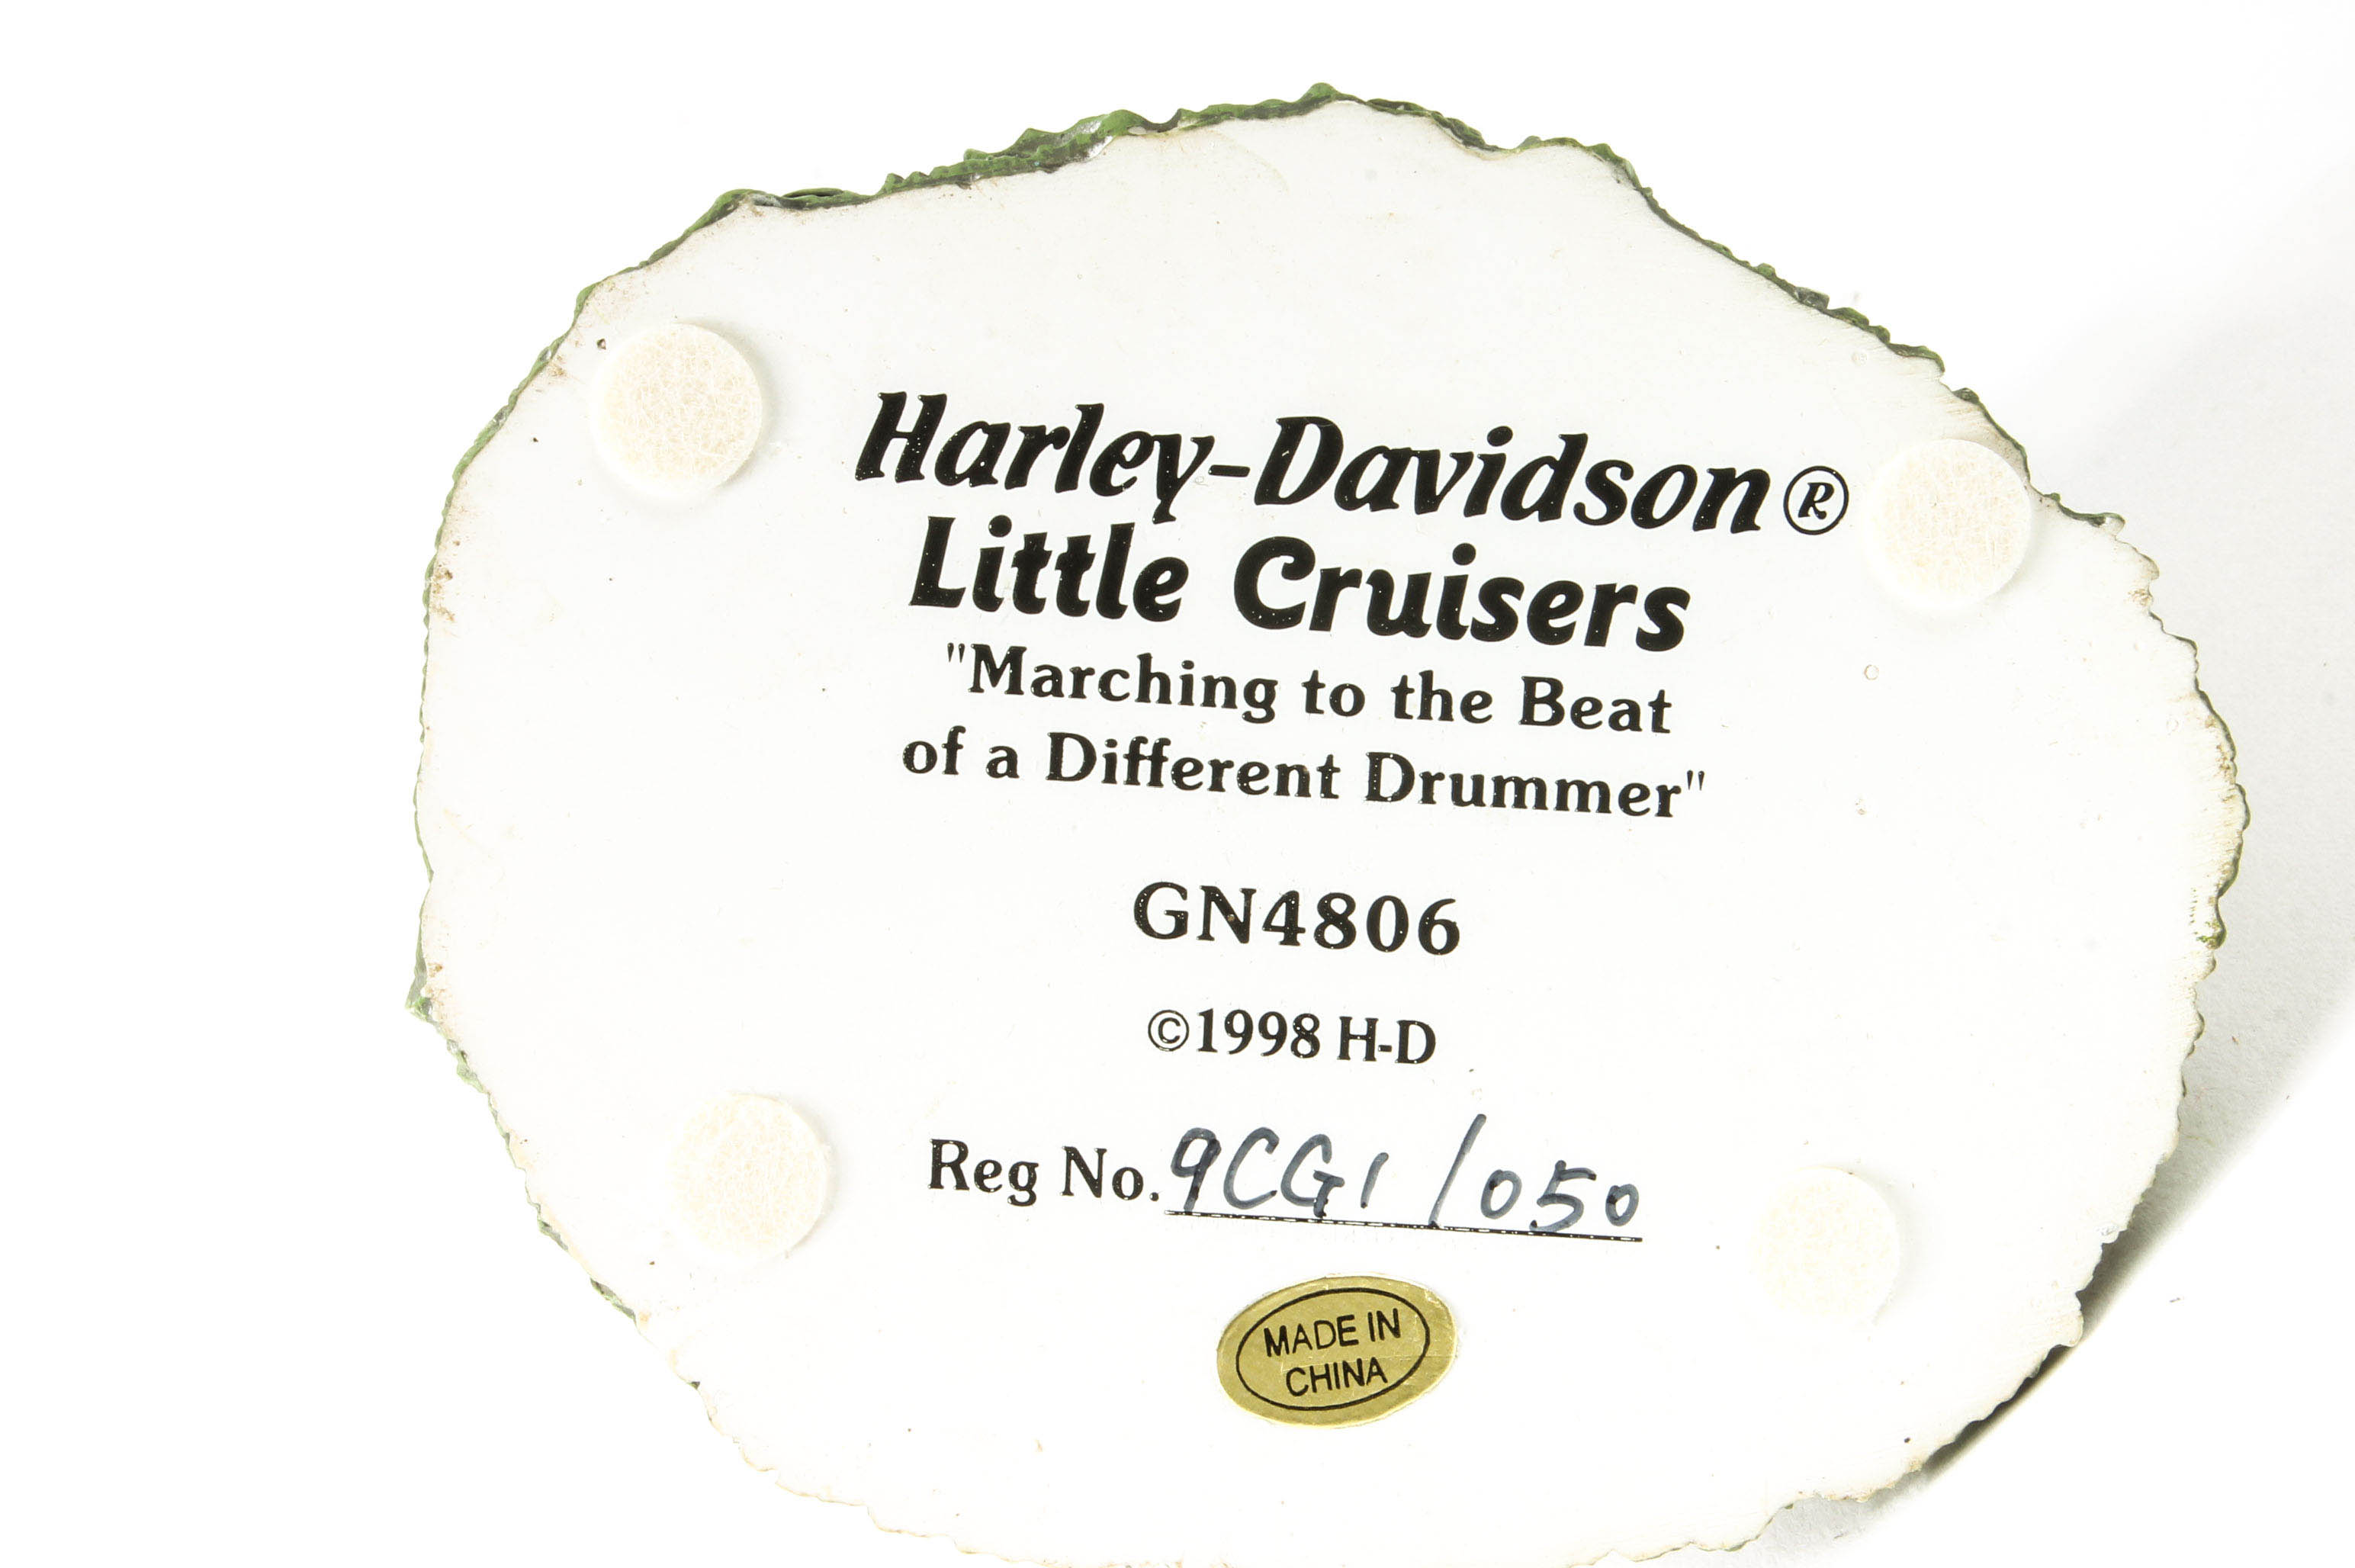 Harley-Davidson®
Little Cruisers
"Marching to the Beat
of a Different Drummer"
GN4806
©1998 H-D
Reg No. 9CG1/050
MADE IN
CHINA